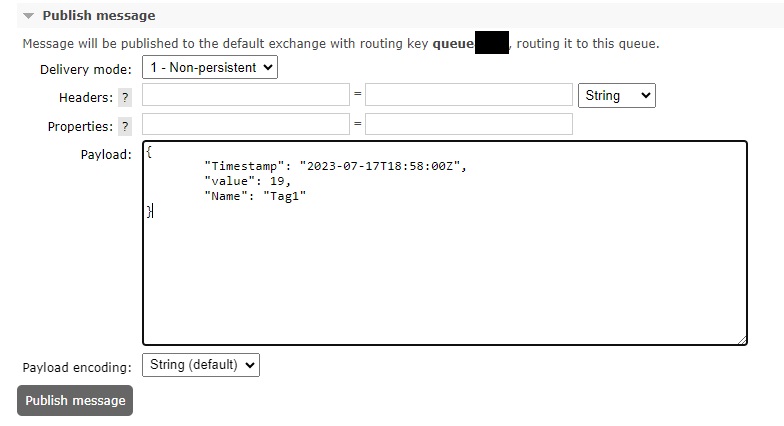 Publish message
Message will be published to the default exchange with routing key queue , routing it to this queue.
Delivery mode: 1 - Non-persistent
Headers: ? = String
Properties: ? =
Payload: {
"Timestamp": "2023-07-17T18:58:00Z",
"value": 19,
"Name": "Tag1"
}
Payload encoding: String (default)
Publish message